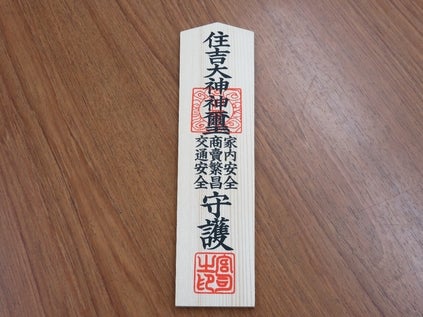 住吉大神神璽
家内安全
商賣繁昌
交通安全
守護